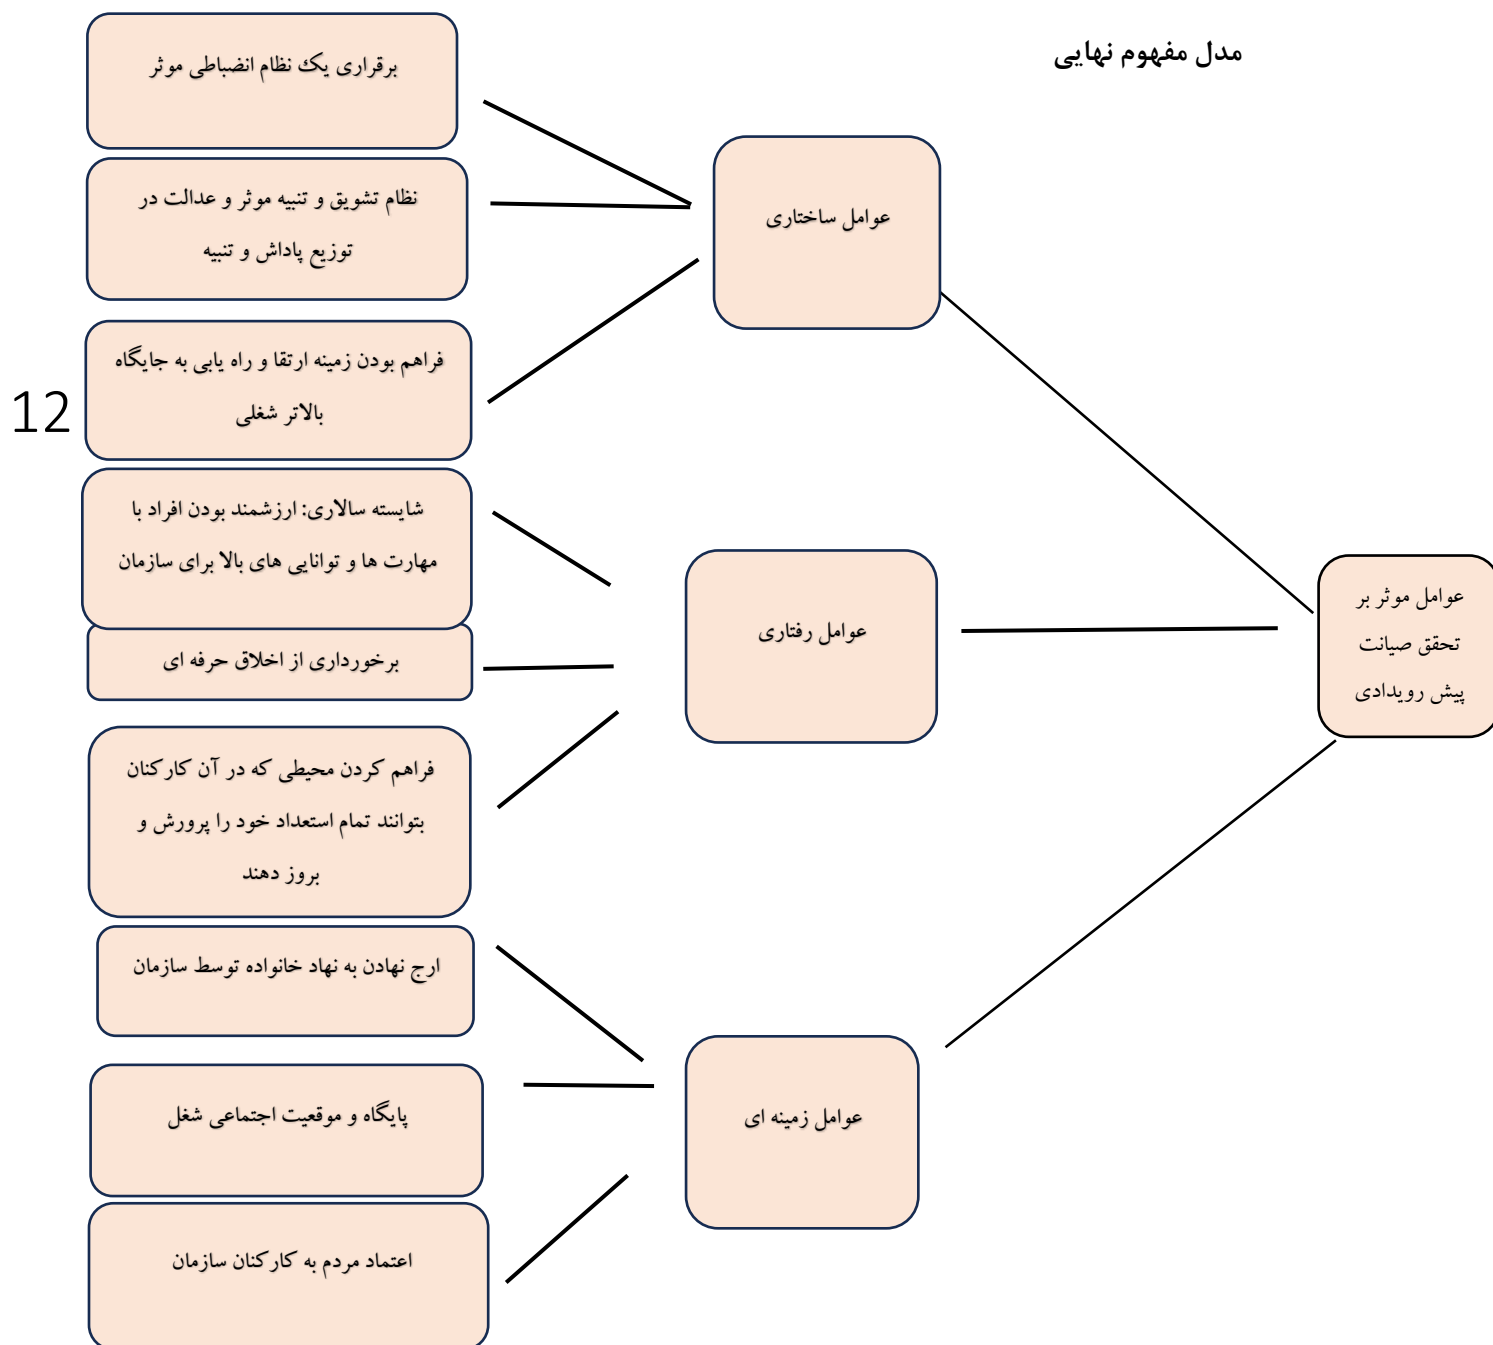 مدل مفهوم نهایی
عوامل موثر بر
تحقق صیانت
پیش رویدادی
عوامل ساختاری
برقراری یک نظام انضباطی موثر
نظام تشویق و تنبیه موثر و عدالت در
توزیع پاداش و تنبیه
فراهم بودن زمینه ارتقا و راه یابی به جایگاه
بالاتر شغلی
عوامل رفتاری
شایسته سالاری: ارزشمند بودن افراد با
مهارت ها و توانایی های بالا برای سازمان
برخورداری از اخلاق حرفه ای
فراهم کردن محیطی که در آن کارکنان
بتوانند تمام استعداد خود را پرورش و
بروز دهند
عوامل زمینه ای
ارج نهادن به نهاد خانواده توسط سازمان
پایگاه و موقعیت اجتماعی شغل
اعتماد مردم به کارکنان سازمان
12